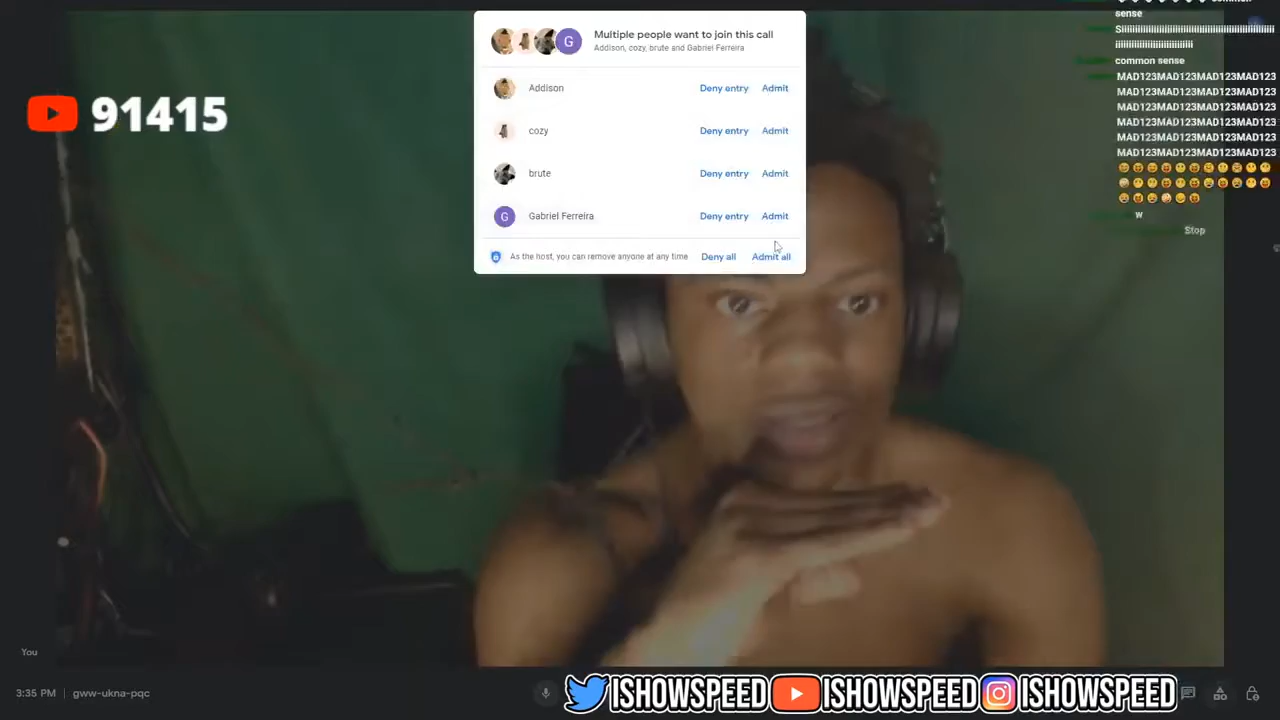 Multiple people want to join this call
Addison, cozy, brute and Gabriel Ferreira
G
Addison
Deny entry Admit
cozy
Deny entry Admit
brute
Deny entry Admit
G
Gabriel Ferreira
Deny entry Admit
As the host, you can remove anyone at any time
Deny all Admit all
91415
sense
common sense
MAD123MAD123MAD123MAD123
MAD123MAD123MAD123MAD123
MAD123MAD123MAD123MAD123
MAD123MAD123MAD123MAD123
MAD123MAD123MAD123MAD123
MAD123MAD123MAD123MAD123
w
Stop
You
3:35 PM | gww-ukna-pqc
ISHOWSPEED ISHOWSPEED ISHOWSPEED